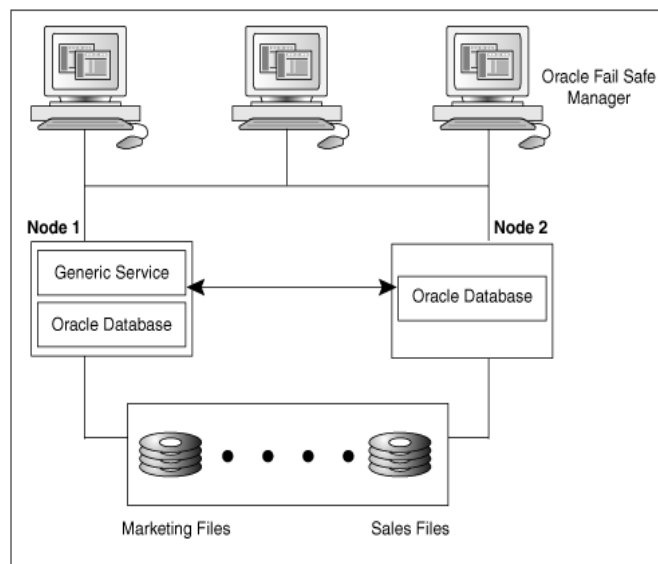 Oracle Fail Safe
Manager
Node 1
Node 2
Generic Service
Oracle Database
Oracle Database
Marketing Files
Sales Files